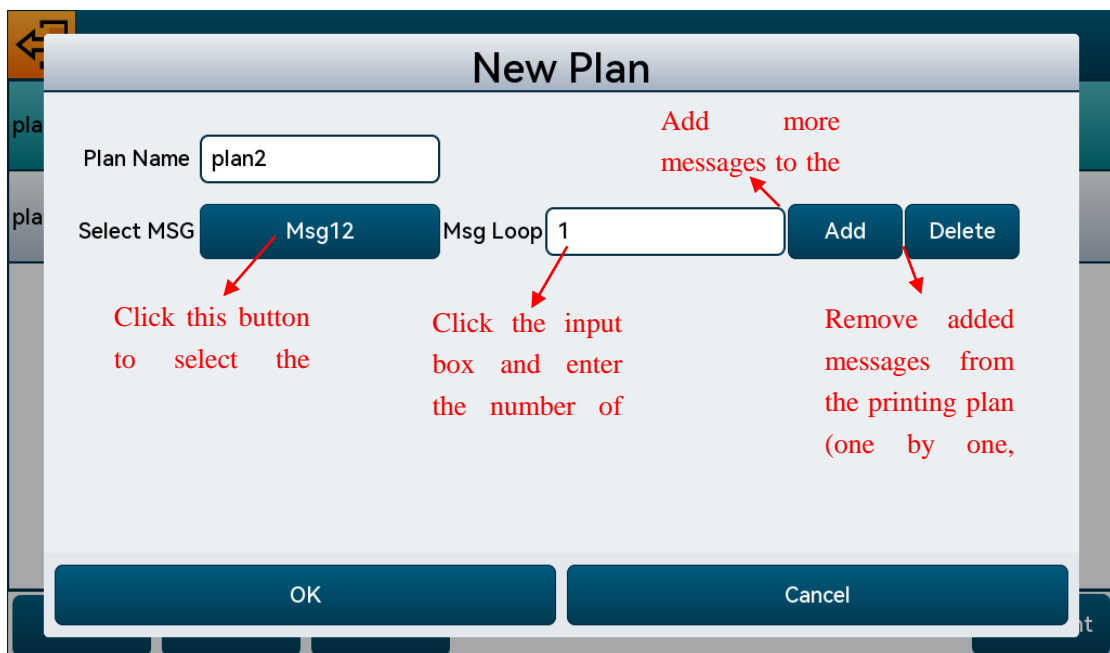 New Plan
pla
Add more
messages to the
Plan Name plan2
pla
Select MSG Msg12 Msg Loop 1 Add Delete
Click this button
to select the
Click the input
box and enter
the number of
Remove added
messages from
the printing plan
(one by one,
OK Cancel